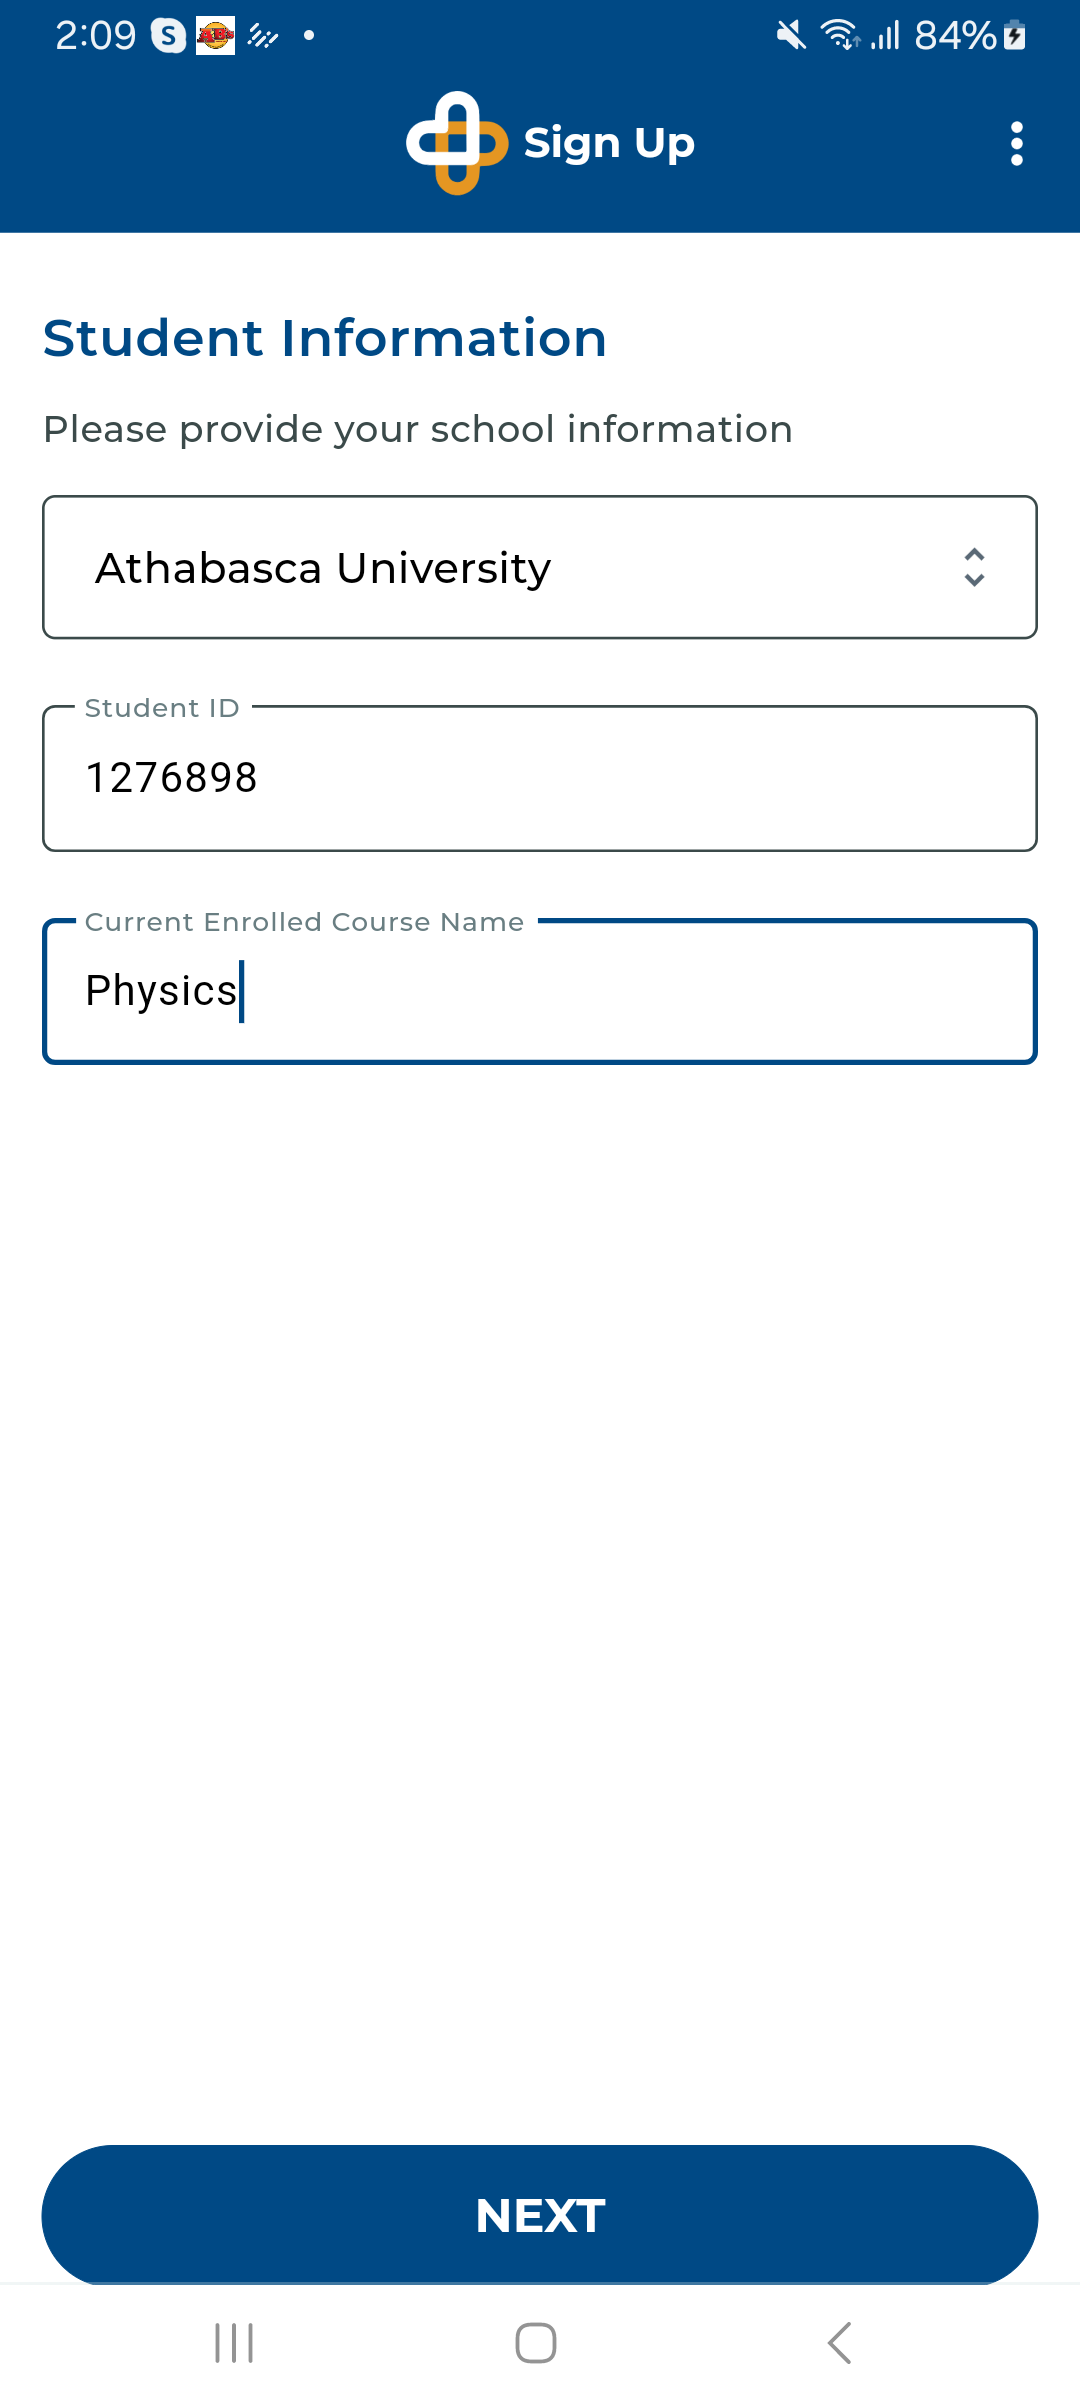 2:09
84%
Sign Up
Student Information
Please provide your school information
Athabasca University
Student ID
1276898
Current Enrolled Course Name
Physics
NEXT